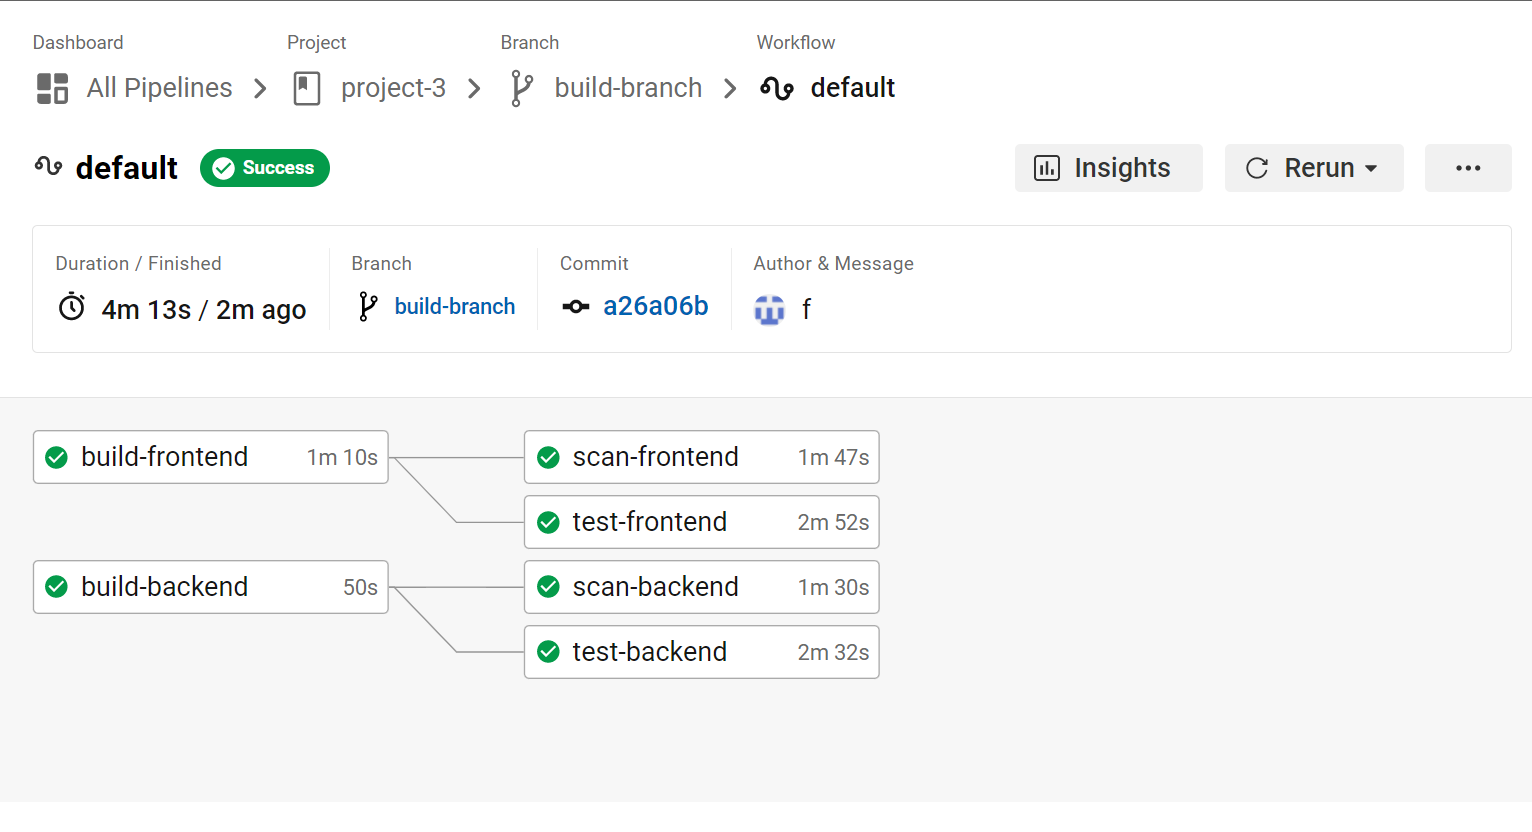 Dashboard Project Branch Workflow
All Pipelines project-3 build-branch default
default Success Insights Rerun
Duration / Finished Branch Commit Author & Message
4m 13s / 2m ago build-branch a26a06b f
build-frontend 1m 10s scan-frontend 1m 47s
test-frontend 2m 52s
build-backend 50s scan-backend 1m 30s
test-backend 2m 32s